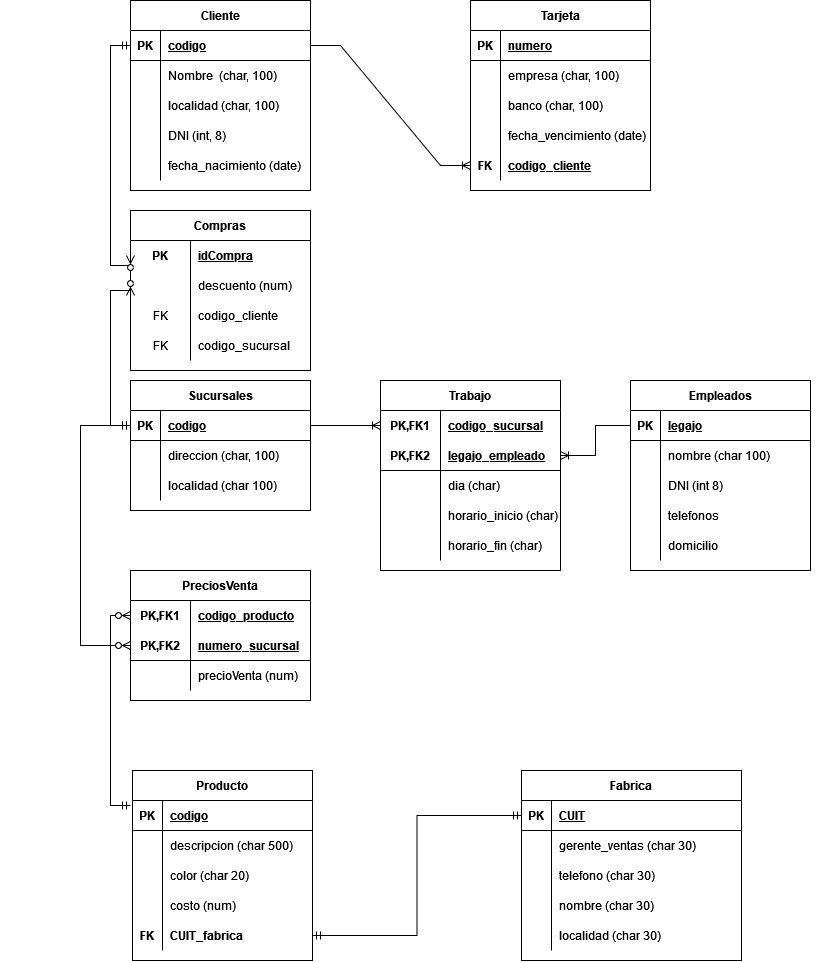 Cliente
PK codigo
Nombre  (char, 100)
localidad (char, 100)
DNI (int, 8)
fecha_nacimiento (date)
Tarjeta
PK numero
empresa (char, 100)
banco (char, 100)
fecha_vencimiento (date)
FK codigo_cliente
Compras
PK idCompra
descuento (num)
FK codigo_cliente
FK codigo_sucursal
Sucursales
PK codigo
direccion (char, 100)
localidad (char 100)
Trabajo
PK,FK1 codigo_sucursal
PK,FK2 legajo_empleado
dia (char)
horario_inicio (char)
horario_fin (char)
Empleados
PK legajo
nombre (char 100)
DNI (int 8)
telefonos
domicilio
PreciosVenta
PK,FK1 codigo_producto
PK,FK2 numero_sucursal
precioVenta (num)
Producto
PK codigo
descripcion (char 500)
color (char 20)
costo (num)
FK CUIT_fabrica
Fabrica
PK CUIT
gerente_ventas (char 30)
telefono (char 30)
nombre (char 30)
localidad (char 30)